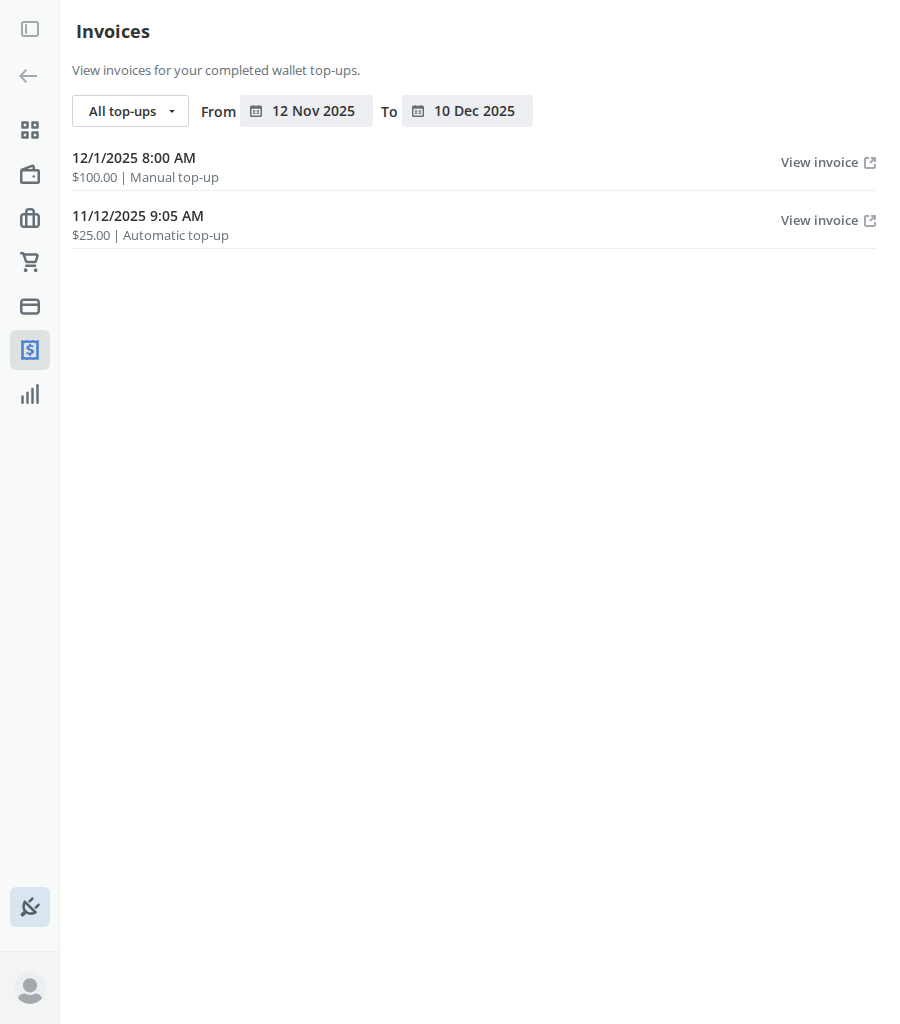 Invoices
View invoices for your completed wallet top-ups.
All top-ups From 12 Nov 2025 To 10 Dec 2025
12/1/2025 8:00 AM
View invoice
$100.00 | Manual top-up
11/12/2025 9:05 AM
View invoice
$25.00 | Automatic top-up